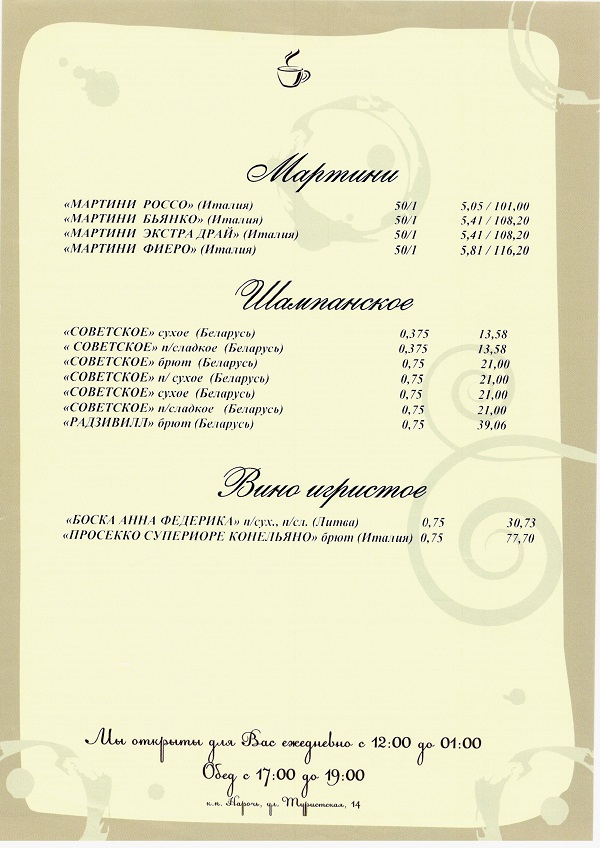 Мартини
«МАРТИНИ РОССО» (Италия) 50/1 5,05 / 101,00
«МАРТИНИ БЬЯНКО» (Италия) 50/1 5,41 / 108,20
«МАРТИНИ ЭКСТРА ДРАЙ» (Италия) 50/1 5,41 / 108,20
«МАРТИНИ ФИЕРО» (Италия) 50/1 5,81 / 116,20
Шампанское
«СОВЕТСКОЕ» сухое (Беларусь) 0,375 13,58
« СОВЕТСКОЕ» п/сладкое (Беларусь) 0,375 13,58
«СОВЕТСКОЕ» брют (Беларусь) 0,75 21,00
«СОВЕТСКОЕ» п/ сухое (Беларусь) 0,75 21,00
«СОВЕТСКОЕ» сухое (Беларусь) 0,75 21,00
«СОВЕТСКОЕ» п/сладкое (Беларусь) 0,75 21,00
«РАДЗИВИЛЛ» брют (Беларусь) 0,75 39,06
Вино игристое
«БОСКА АННА ФЕДЕРИКА» п/сух., п/сл. (Литва) 0,75 30,73
«ПРОСЕККО СУПЕРИОРЕ КОНЕЛЬЯНО» брют (Италия) 0,75 77,70
Мы открыты для Вас ежедневно с 12:00 до 01:00
Обед с 17:00 до 19:00
к.п. Нарочь, ул. Туристская, 14